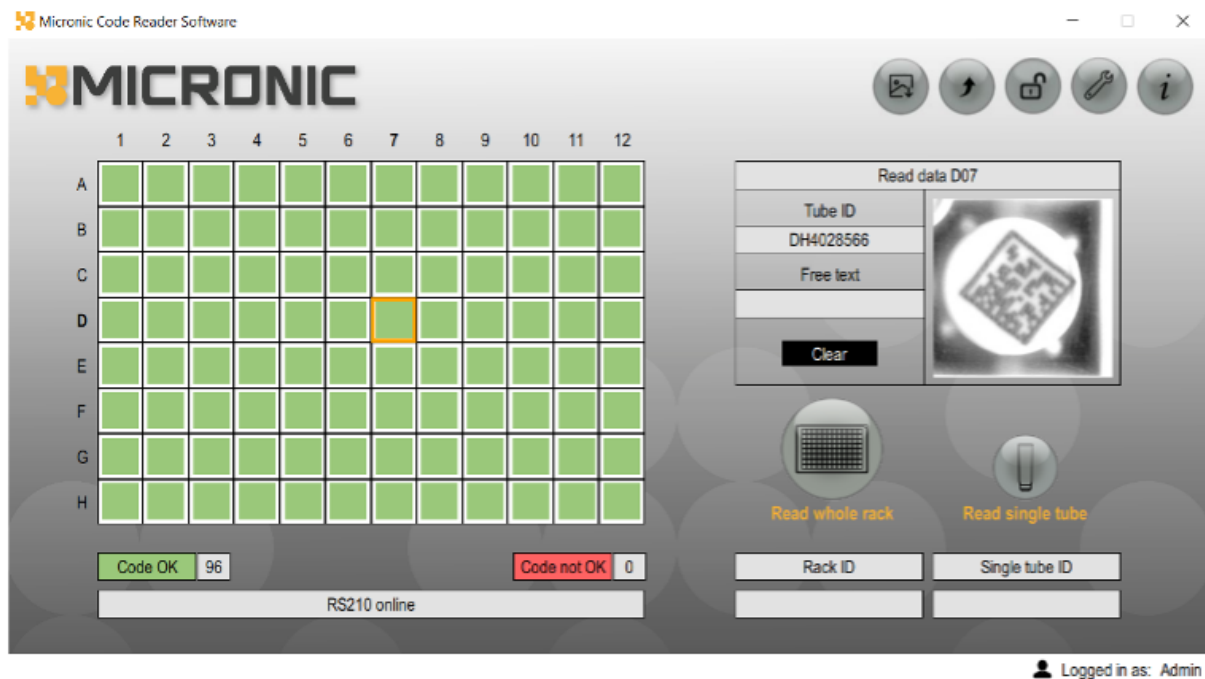 Micronic Code Reader Software
MICRONIC
1 2 3 4 5 6 7 8 9 10 11 12
A
B
C
D
E
F
G
H
Read data D07
Tube ID
DH4028566
Free text
Clear
Read whole rack
Read single tube
Code OK 96
Code not OK 0
RS210 online
Rack ID
Single tube ID
Logged in as: Admin